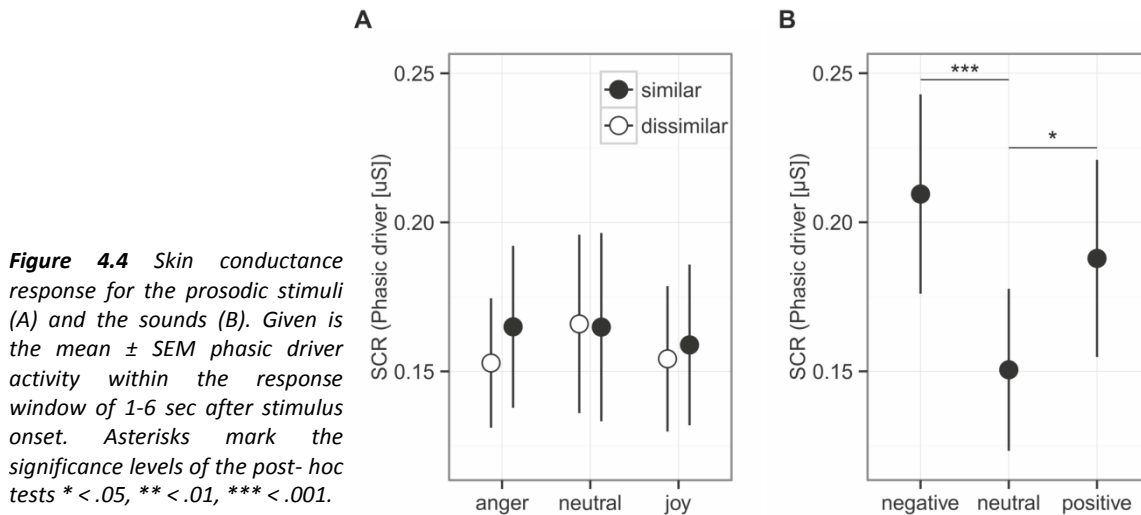 A
B
0.25
0.20
0.15
SCR (Phasic driver [uS])
similar
dissimilar
anger neutral joy
0.25
0.20
0.15
SCR (Phasic driver [µS])
***
*
negative neutral positive
Figure 4.4 Skin conductance
response for the prosodic stimuli
(A) and the sounds (B). Given is
the mean ± SEM phasic driver
activity within the response
window of 1-6 sec after stimulus
onset. Asterisks mark the
significance levels of the post- hoc
tests * < .05, ** < .01, *** < .001.